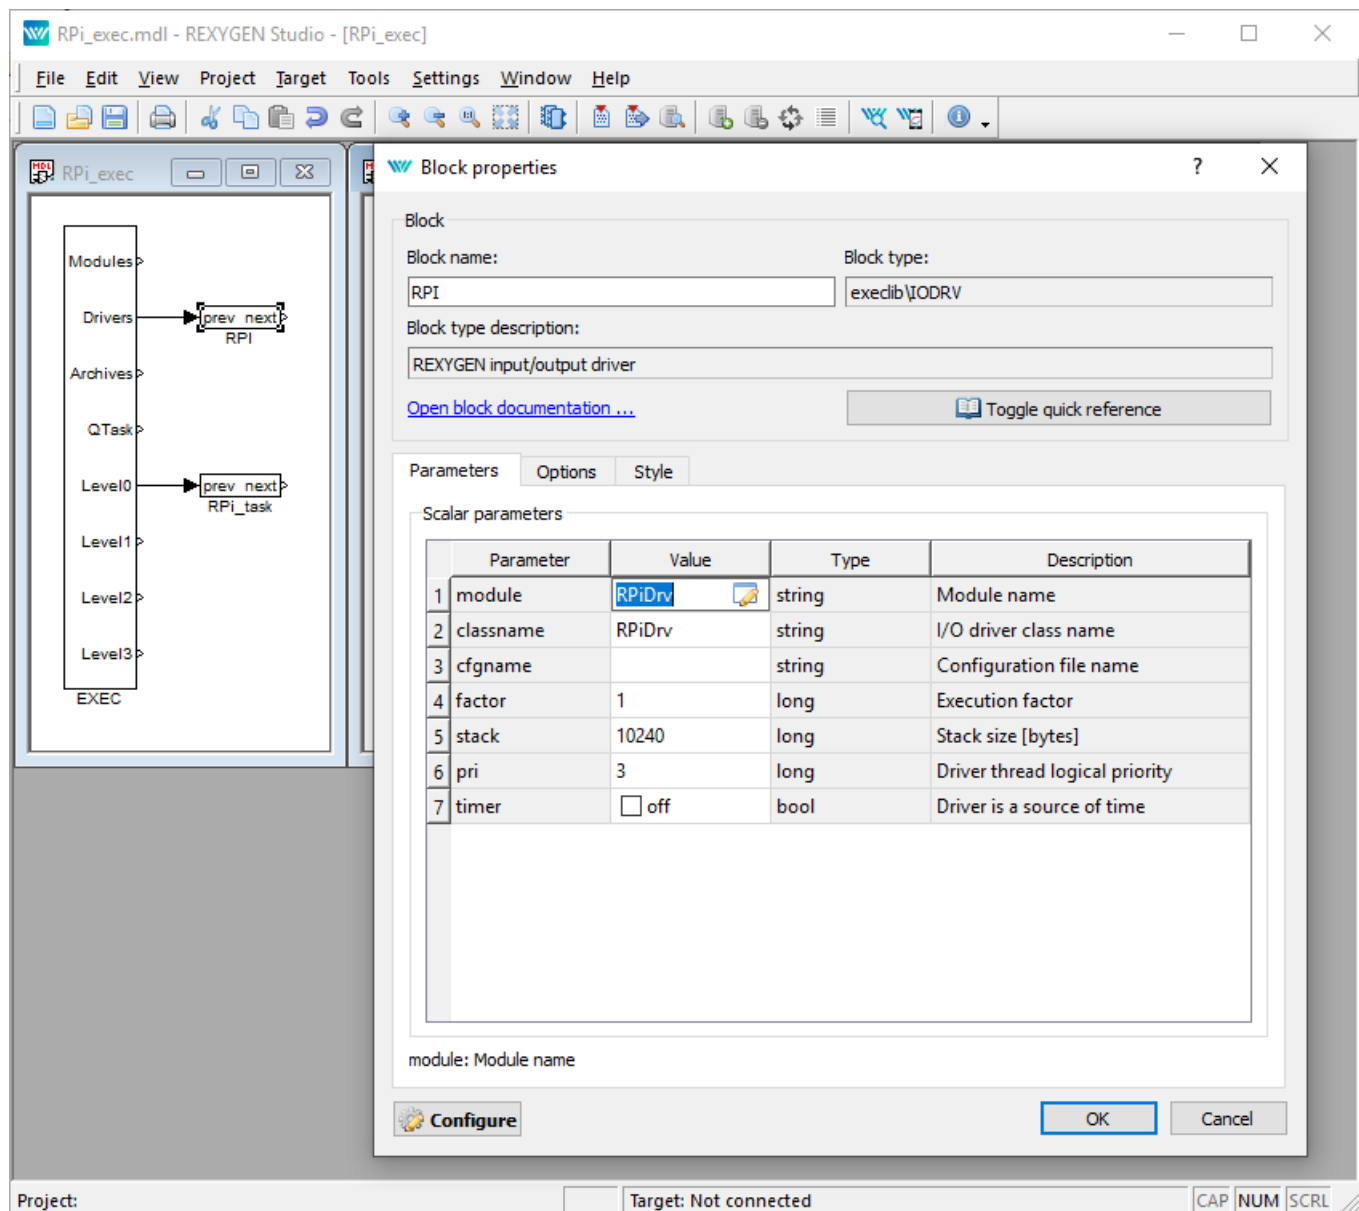 RPi_exec.mdl - REXYGEN Studio - [RPi_exec]
File Edit View Project Target Tools Settings Window Help
RPi_exec
Modules
Drivers
prev next
RPI
Archives
QTask
Level0
prev next
RPi_task
Level1
Level2
Level3
EXEC
Block properties
?
Block
Block name:
Block type:
RPI
execlib\IODRV
Block type description:
REXYGEN input/output driver
Open block documentation ...
Toggle quick reference
Parameters Options Style
Scalar parameters
Parameter Value Type Description
1 module RPiDrv string Module name
2 classname RPiDrv string I/O driver class name
3 cfgname string Configuration file name
4 factor 1 long Execution factor
5 stack 10240 long Stack size [bytes]
6 pri 3 long Driver thread logical priority
7 timer off bool Driver is a source of time
module: Module name
Configure
OK
Cancel
Project:
Target: Not connected
CAP NUM SCRL